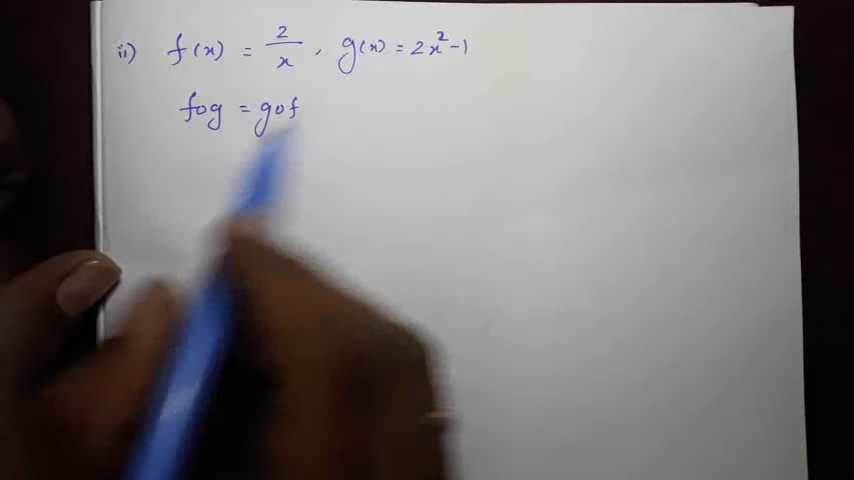 ii) f(x) = 2/x , g(x) = 2x²-1
fog = gof